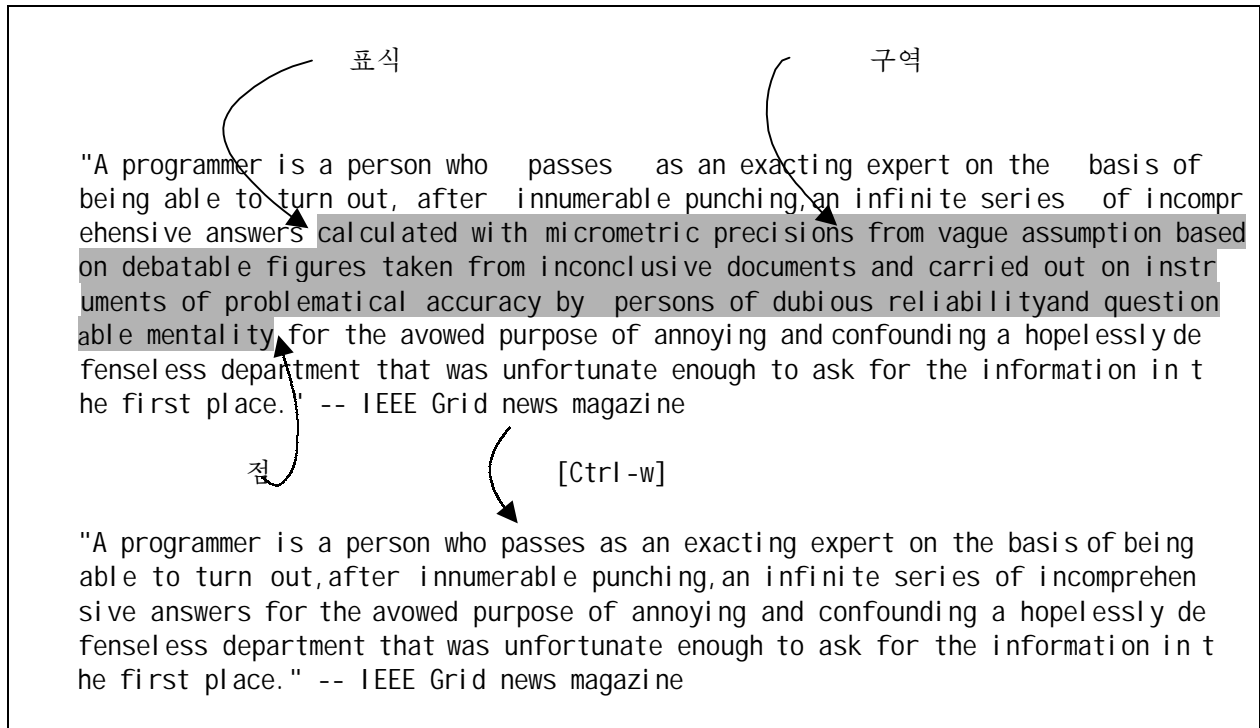 표식 구역
"A programmer is a person who passes as an exacting expert on the basis of
being able to turn out, after innumerable punching,an infinite series of incompr
ehensive answers calculated with micrometric precisions from vague assumption based
on debatable figures taken from inconclusive documents and carried out on instr
uments of problematical accuracy by persons of dubious reliabilityand question
able mentality for the avowed purpose of annoying and confounding a hopelessly de
fenseless department that was unfortunate enough to ask for the information in t
he first place." -- IEEE Grid news magazine
점 [Ctrl-w]
"A programmer is a person who passes as an exacting expert on the basis of being
able to turn out,after innumerable punching,an infinite series of incomprehen
sive answers for the avowed purpose of annoying and confounding a hopelessly de
fenseless department that was unfortunate enough to ask for the information in t
he first place." -- IEEE Grid news magazine